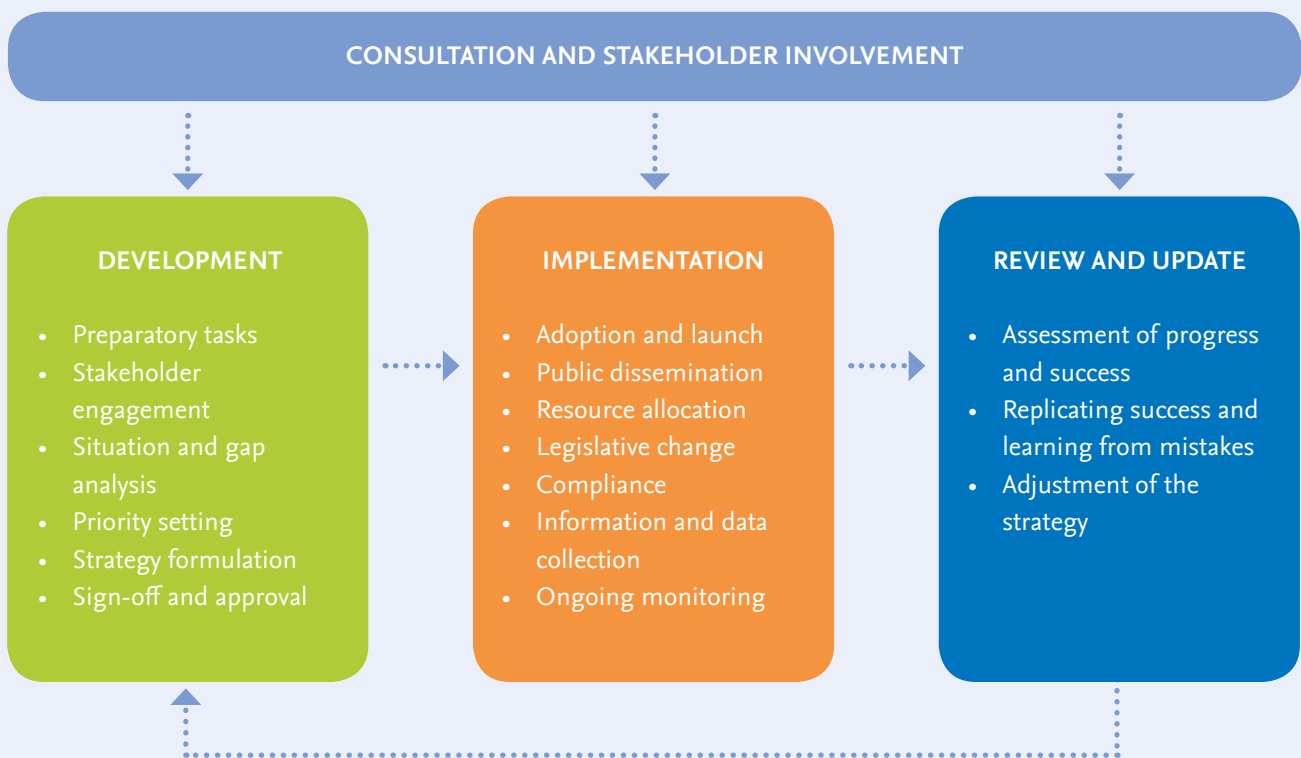 CONSULTATION AND STAKEHOLDER INVOLVEMENT
DEVELOPMENT
• Preparatory tasks
• Stakeholder
engagement
• Situation and gap
analysis
• Priority setting
• Strategy formulation
• Sign-off and approval
IMPLEMENTATION
• Adoption and launch
• Public dissemination
• Resource allocation
• Legislative change
• Compliance
• Information and data
collection
• Ongoing monitoring
REVIEW AND UPDATE
• Assessment of progress
and success
• Replicating success and
learning from mistakes
• Adjustment of the
strategy